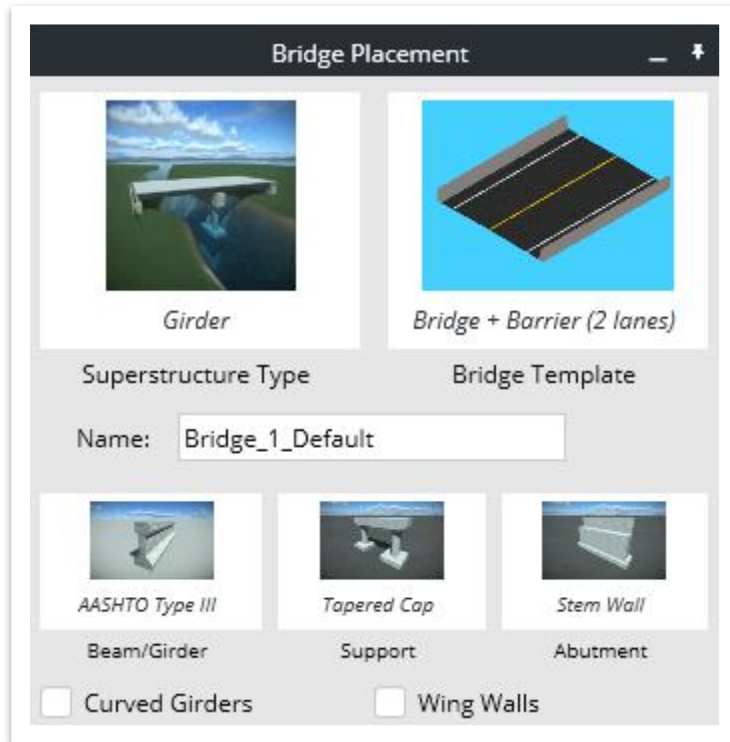 Bridge Placement
Girder
Bridge + Barrier (2 lanes)
Superstructure Type
Bridge Template
Name:
Bridge_1_Default
AASHTO Type III
Tapered Cap
Stem Wall
Beam/Girder
Support
Abutment
Curved Girders
Wing Walls